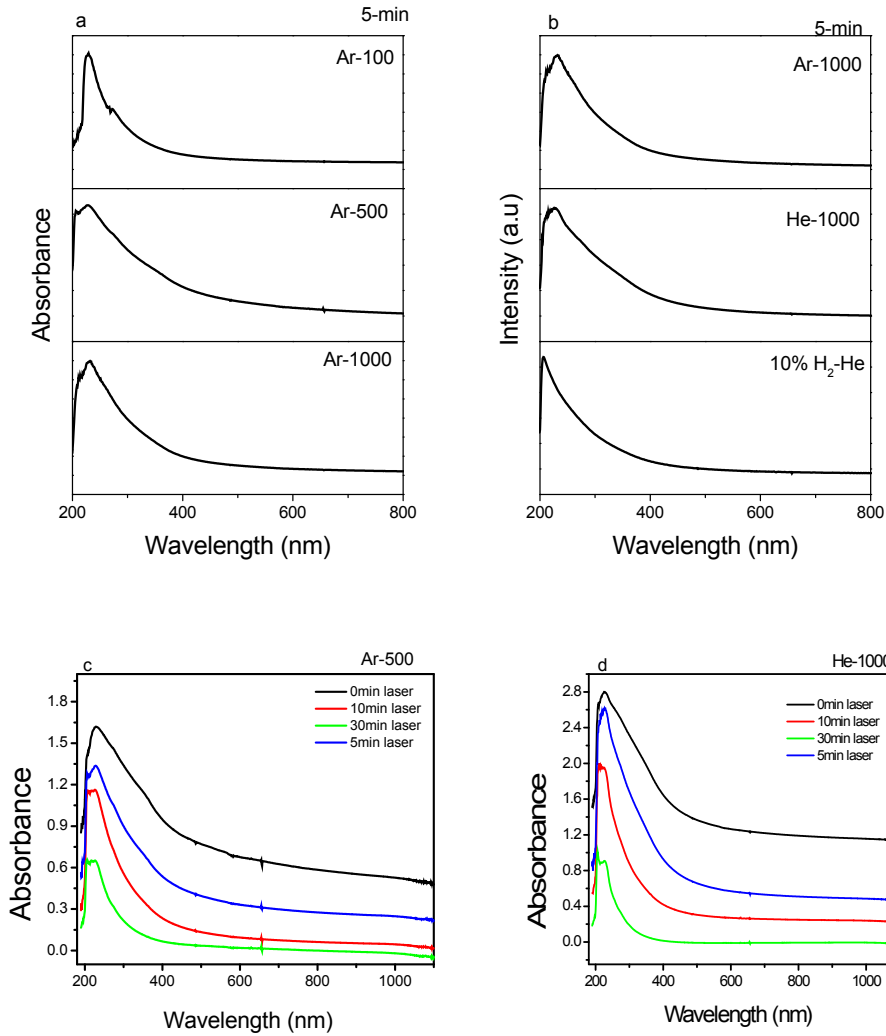 a
5-min
Ar-100
Ar-500
Ar-1000
Absorbance
200 400 600 800
Wavelength (nm)
b
5-min
Ar-1000
He-1000
10% H2-He
Intensity (a.u)
200 400 600 800
Wavelength (nm)
c
Ar-500
0min laser
10min laser
30min laser
5min laser
1.8
1.5
1.2
0.9
0.6
0.3
0.0
Absorbance
200 400 600 800 1000
Wavelength (nm)
d
He-1000
0min laser
10min laser
30min laser
5min laser
2.8
2.4
2.0
1.6
1.2
0.8
0.4
0.0
Absorbance
200 400 600 800 1000
Wavelength (nm)